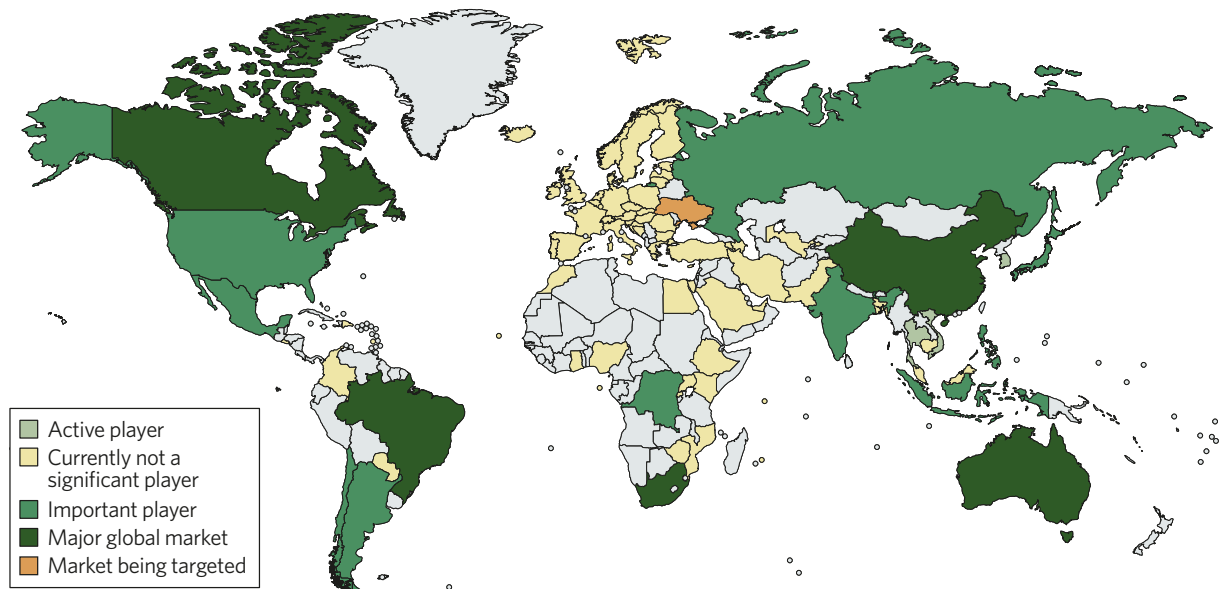 Active player
Currently not a
significant player
Important player
Major global market
Market being targeted